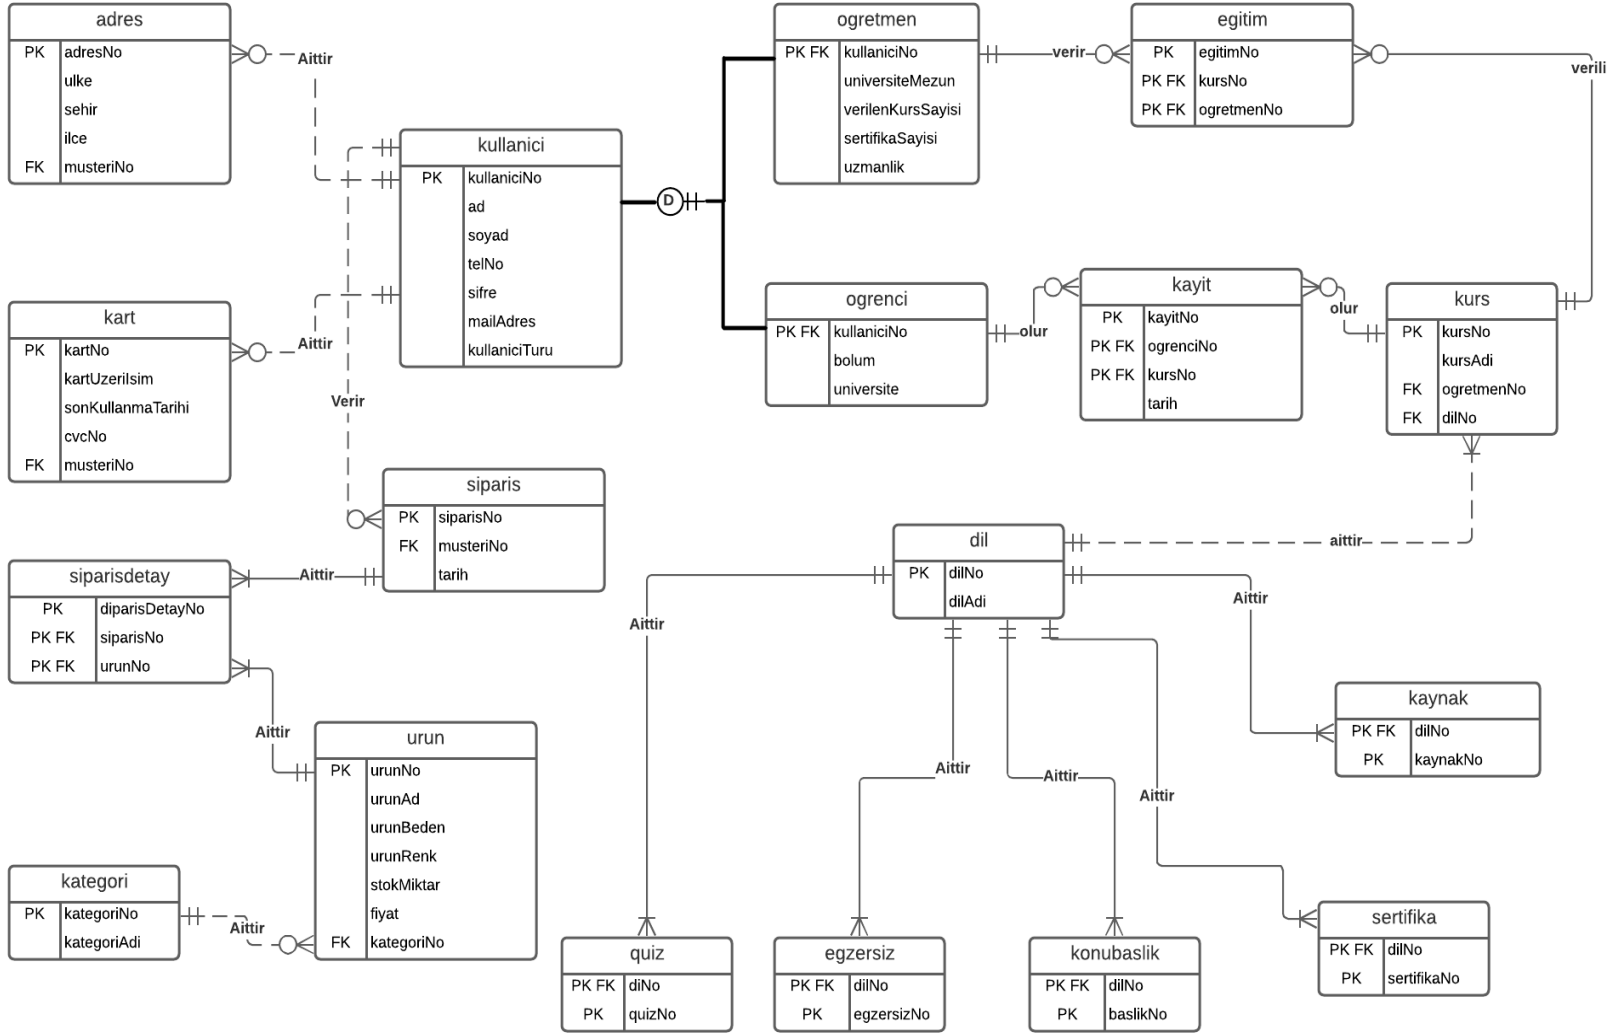 adres
PK adresNo
ulke
sehir
ilce
FK musteriNo
Aittir
kart
PK kartNo
kartUzeriIsim
sonKullanmaTarihi
cvcNo
FK musteriNo
Aittir
kullanici
PK kullaniciNo
ad
soyad
telNo
sifre
mailAdres
kullaniciTuru
Verir
D
ogretmen
PK FK kullaniciNo
universiteMezun
verilenKursSayisi
sertifikaSayisi
uzmanlik
verir
egitim
PK egitimNo
PK FK kursNo
PK FK ogretmenNo
verili
ogrenci
PK FK kullaniciNo
bolum
universite
olur
kayit
PK kayitNo
PK FK ogrenciNo
PK FK kursNo
tarih
olur
kurs
PK kursNo
kursAdi
FK ogretmenNo
FK dilNo
siparis
PK siparisNo
FK musteriNo
tarih
Aittir
siparisdetay
PK diparisDetayNo
PK FK siparisNo
PK FK urunNo
Aittir
urun
PK urunNo
urunAd
urunBeden
urunRenk
stokMiktar
fiyat
FK kategoriNo
kategori
PK kategoriNo
kategoriAdi
Aittir
dil
PK dilNo
dilAdi
aittir
Aittir
Aittir
Aittir
Aittir
Aittir
kaynak
PK FK dilNo
PK kaynakNo
sertifika
PK FK dilNo
PK sertifikaNo
quiz
PK FK diNo
PK quizNo
egzersiz
PK FK dilNo
PK egzersizNo
konubaslik
PK FK dilNo
PK baslikNo